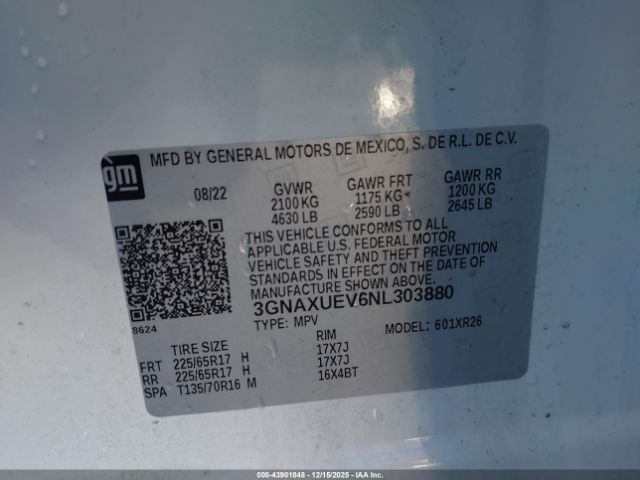 gm
MFD BY GENERAL MOTORS DE MEXICO, S. DE R.L. DE C.V.
08/22 GVWR GAWR FRT GAWR RR
2100 KG 1175 KG 1200 KG
4630 LB 2590 LB 2645 LB
THIS VEHICLE CONFORMS TO ALL
APPLICABLE U.S. FEDERAL MOTOR
VEHICLE SAFETY AND THEFT PREVENTION
STANDARDS IN EFFECT ON THE DATE OF
MANUFACTURE SHOWN ABOVE.
3GNAXUEV6NL303880
8624
TYPE: MPV MODEL: 601XR26
TIRE SIZE RIM
FRT 225/65R17 H 17X7J
RR 225/65R17 H 17X7J
SPA T135/70R16 M 16X4BT
000-43901848 - 12/15/2025 - IAA Inc.